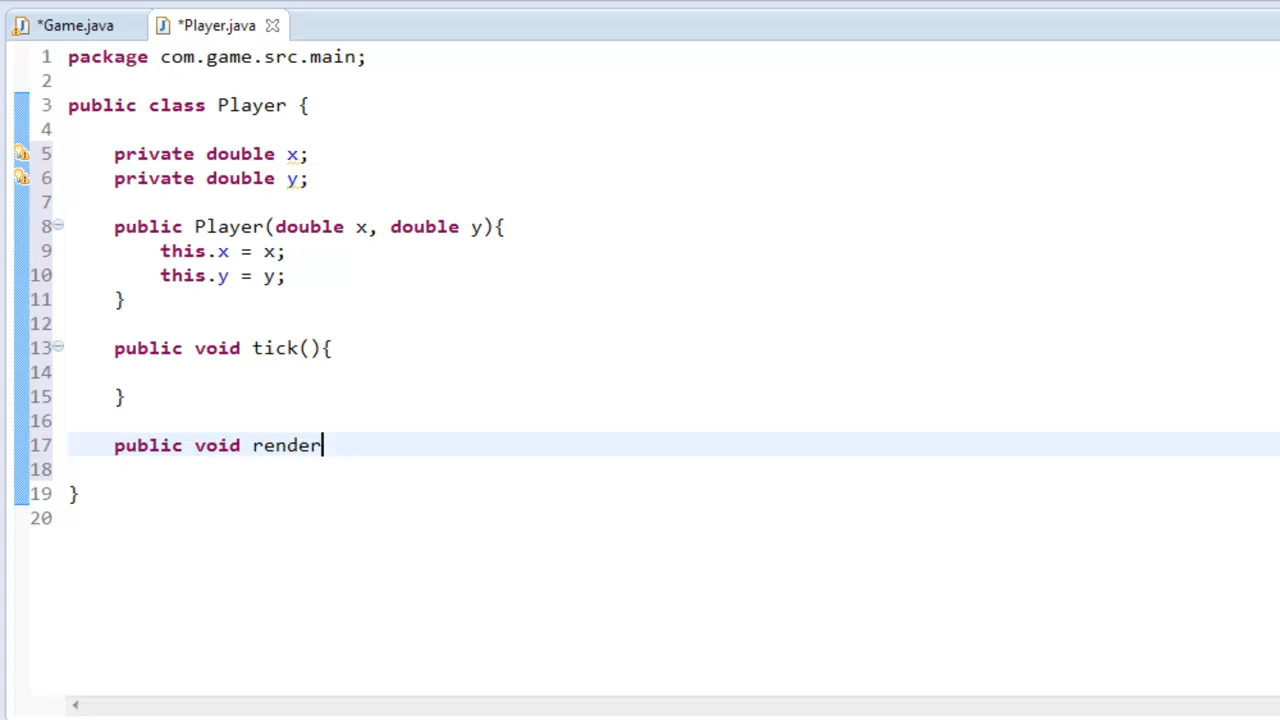 *Game.java *Player.java
1 package com.game.src.main;
2
3 public class Player {
4
5 private double x;
6 private double y;
7
8 public Player(double x, double y){
9 this.x = x;
10 this.y = y;
11 }
12
13 public void tick(){
14
15 }
16
17 public void render
18
19 }
20